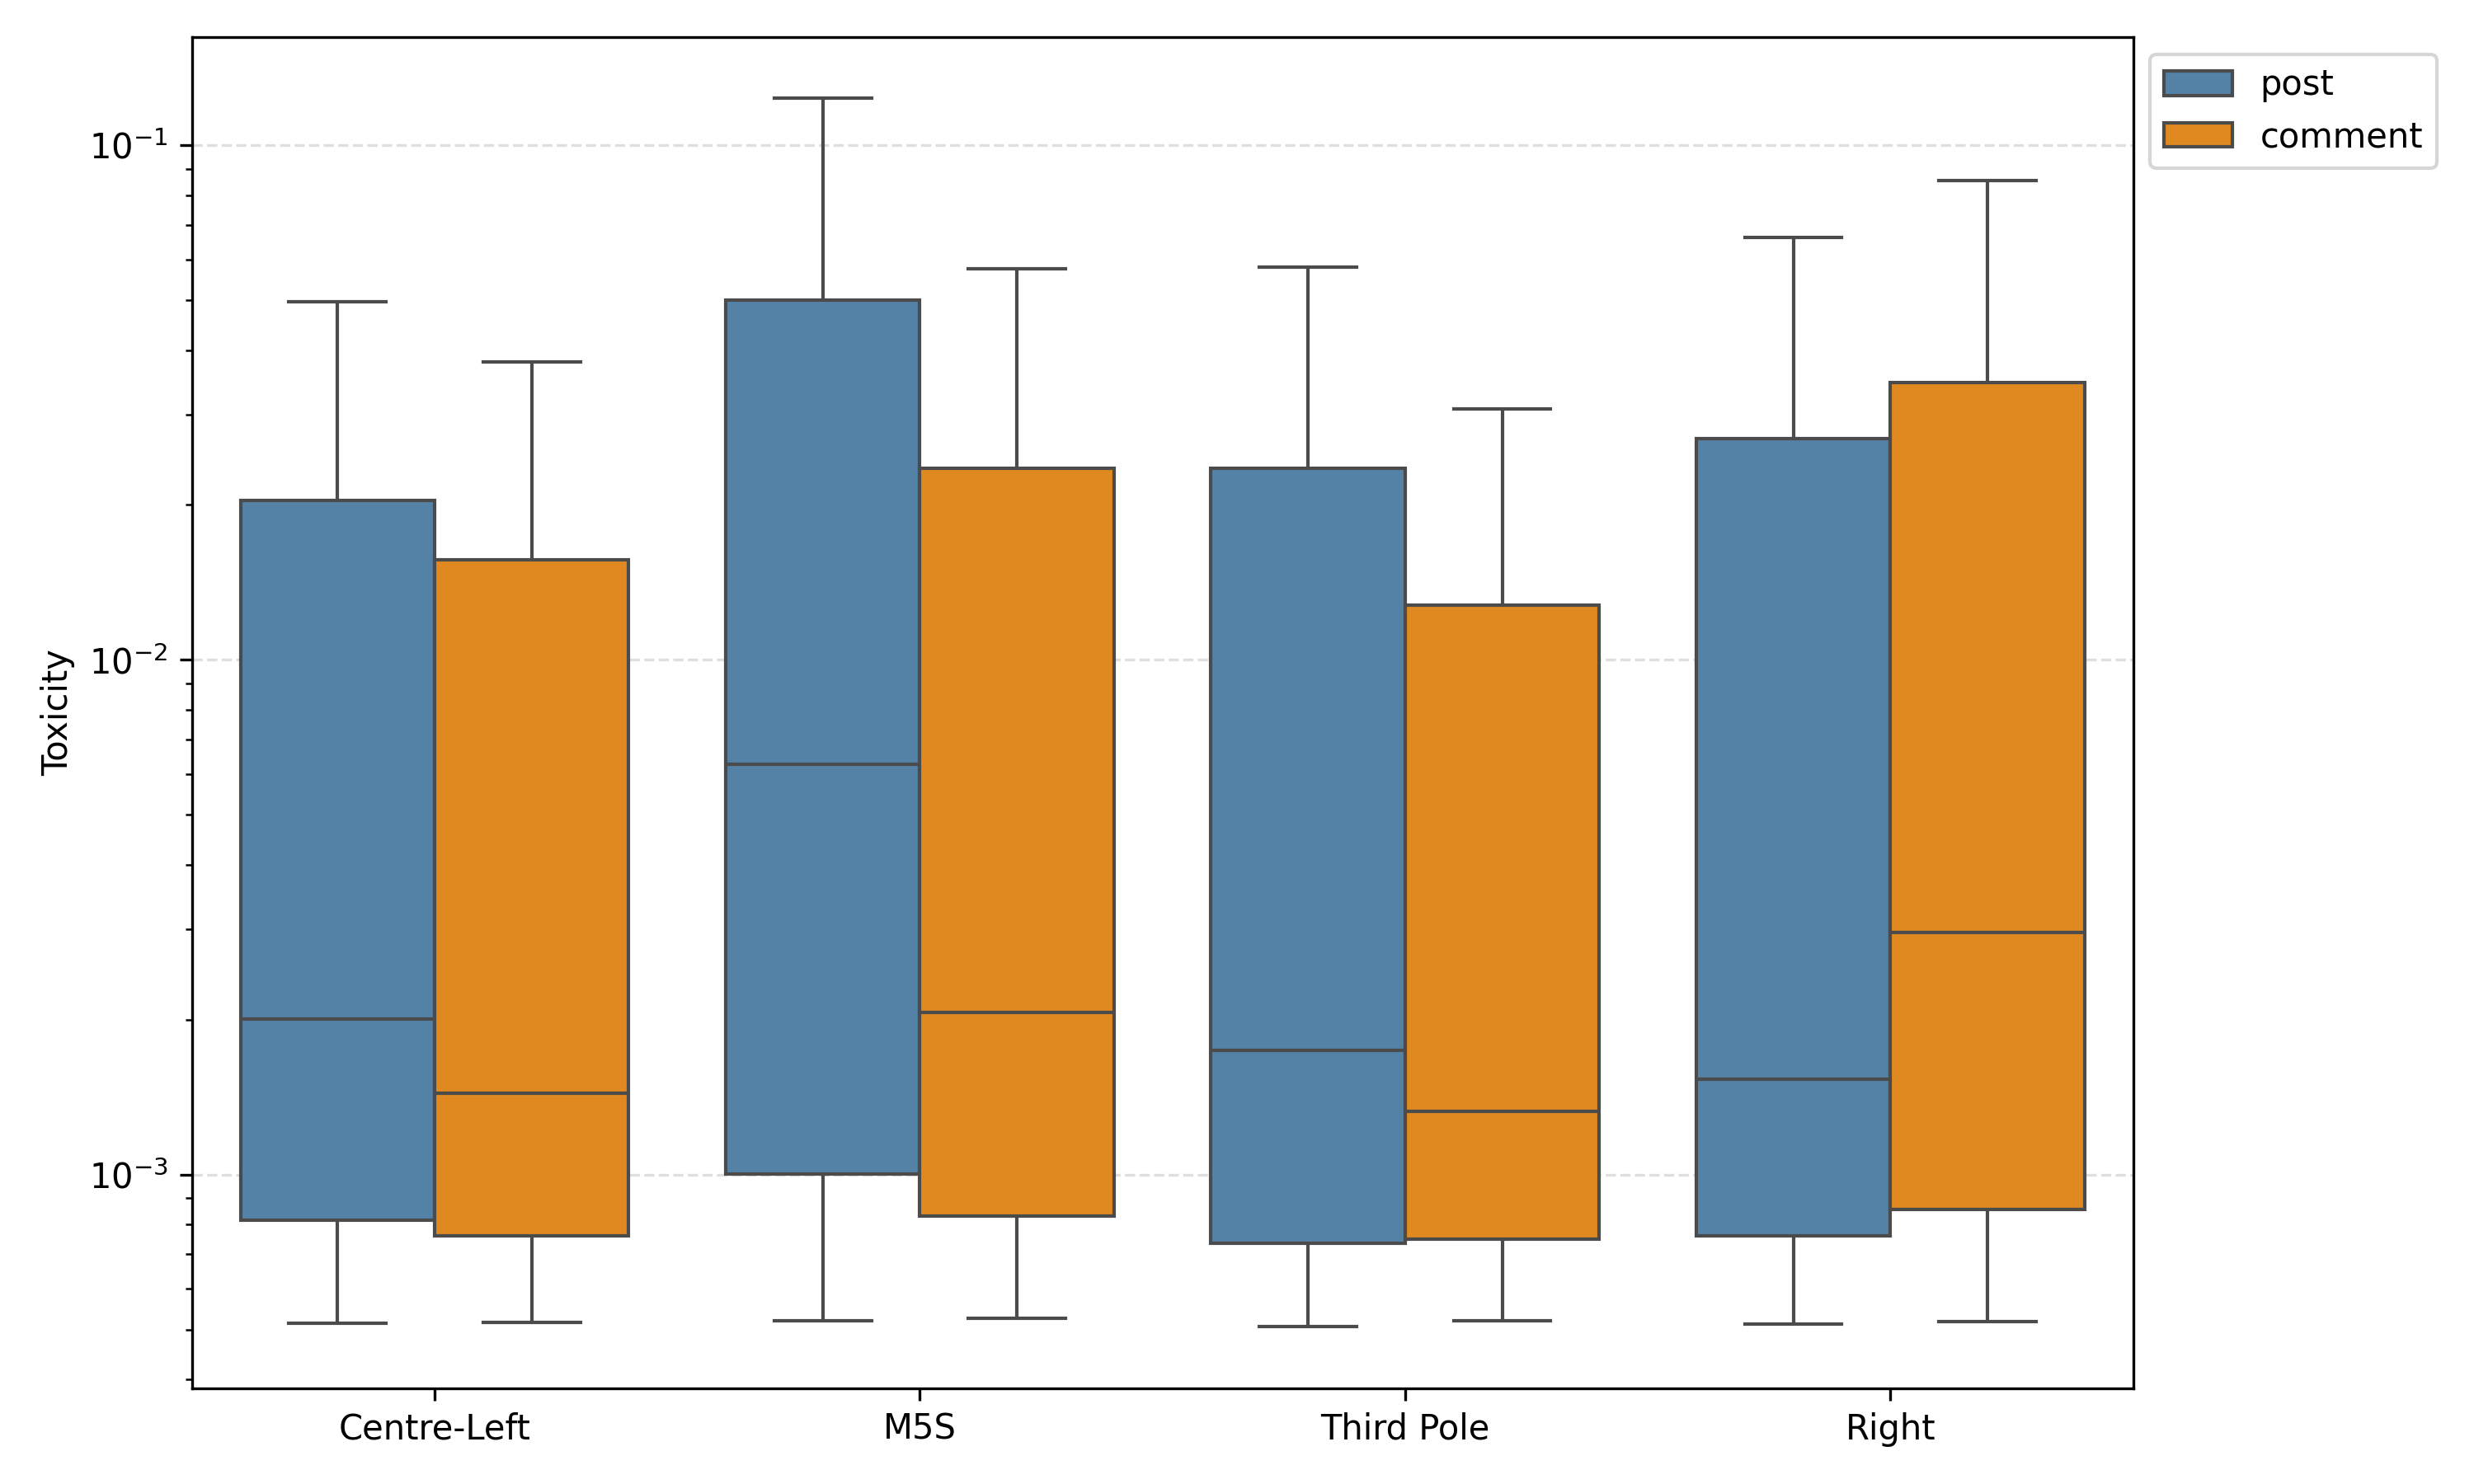 post
comment
Toxicity
10⁻¹
10⁻²
10⁻³
Centre-Left M5S Third Pole Right